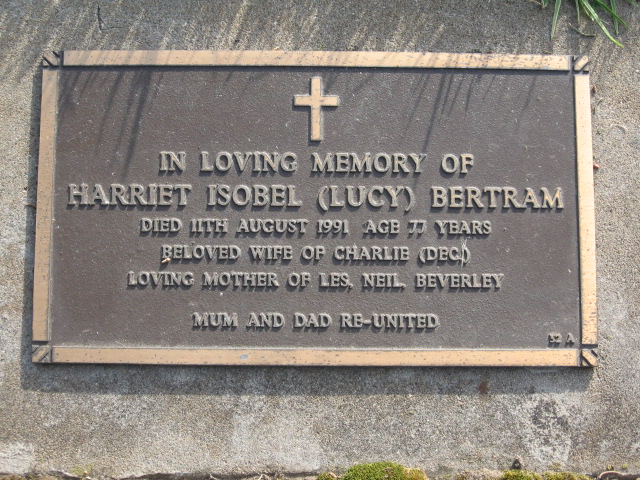 IN LOVING MEMORY OF
HARRIET ISOBEL (LUCY) BERTRAM
DIED 11TH AUGUST 1991 AGE 77 YEARS
BELOVED WIFE OF CHARLIE (DEC.)
LOVING MOTHER OF LES, NEIL, BEVERLEY
MUM AND DAD RE-UNITED
52 A